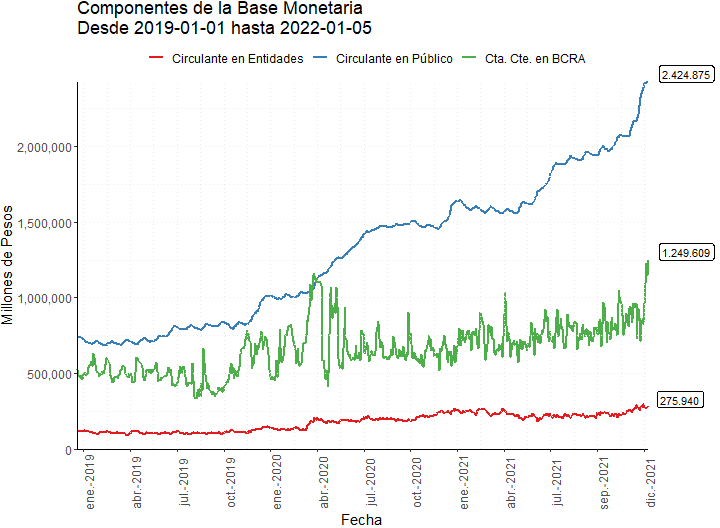 Componentes de la Base Monetaria
Desde 2019-01-01 hasta 2022-01-05
Circulante en Entidades
Circulante en Público
Cta. Cte. en BCRA
2.424.875
2,000,000
1,500,000
1.249.609
1,000,000
500,000
275.940
0
Millones de Pesos
ene.-2019
abr.-2019
jul.-2019
oct.-2019
ene.-2020
abr.-2020
jul.-2020
oct.-2020
ene.-2021
abr.-2021
jun.-2021
sep.-2021
dic.-2021
Fecha